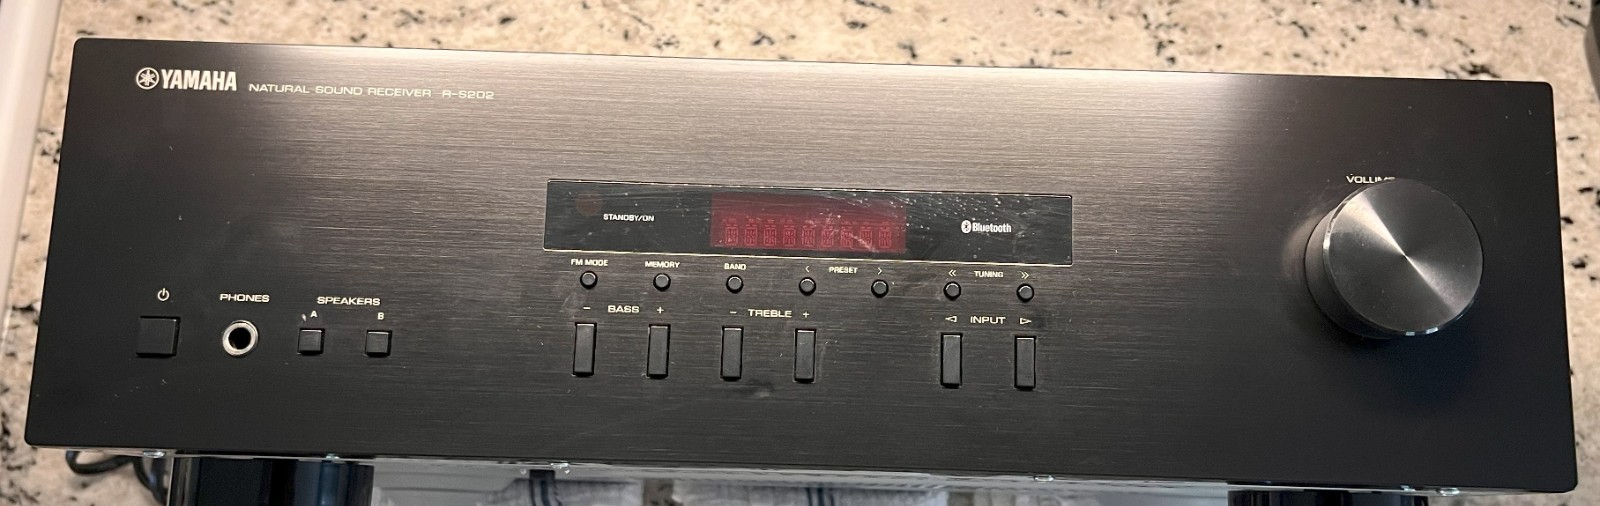 YAMAHA NATURAL SOUND RECEIVER R-S202
VOLUME
STANDBY/ON
Bluetooth
FM MODE MEMORY BAND < PRESET > << TUNING >>
PHONES SPEAKERS
A B
- BASS + - TREBLE + ◁ INPUT ▷